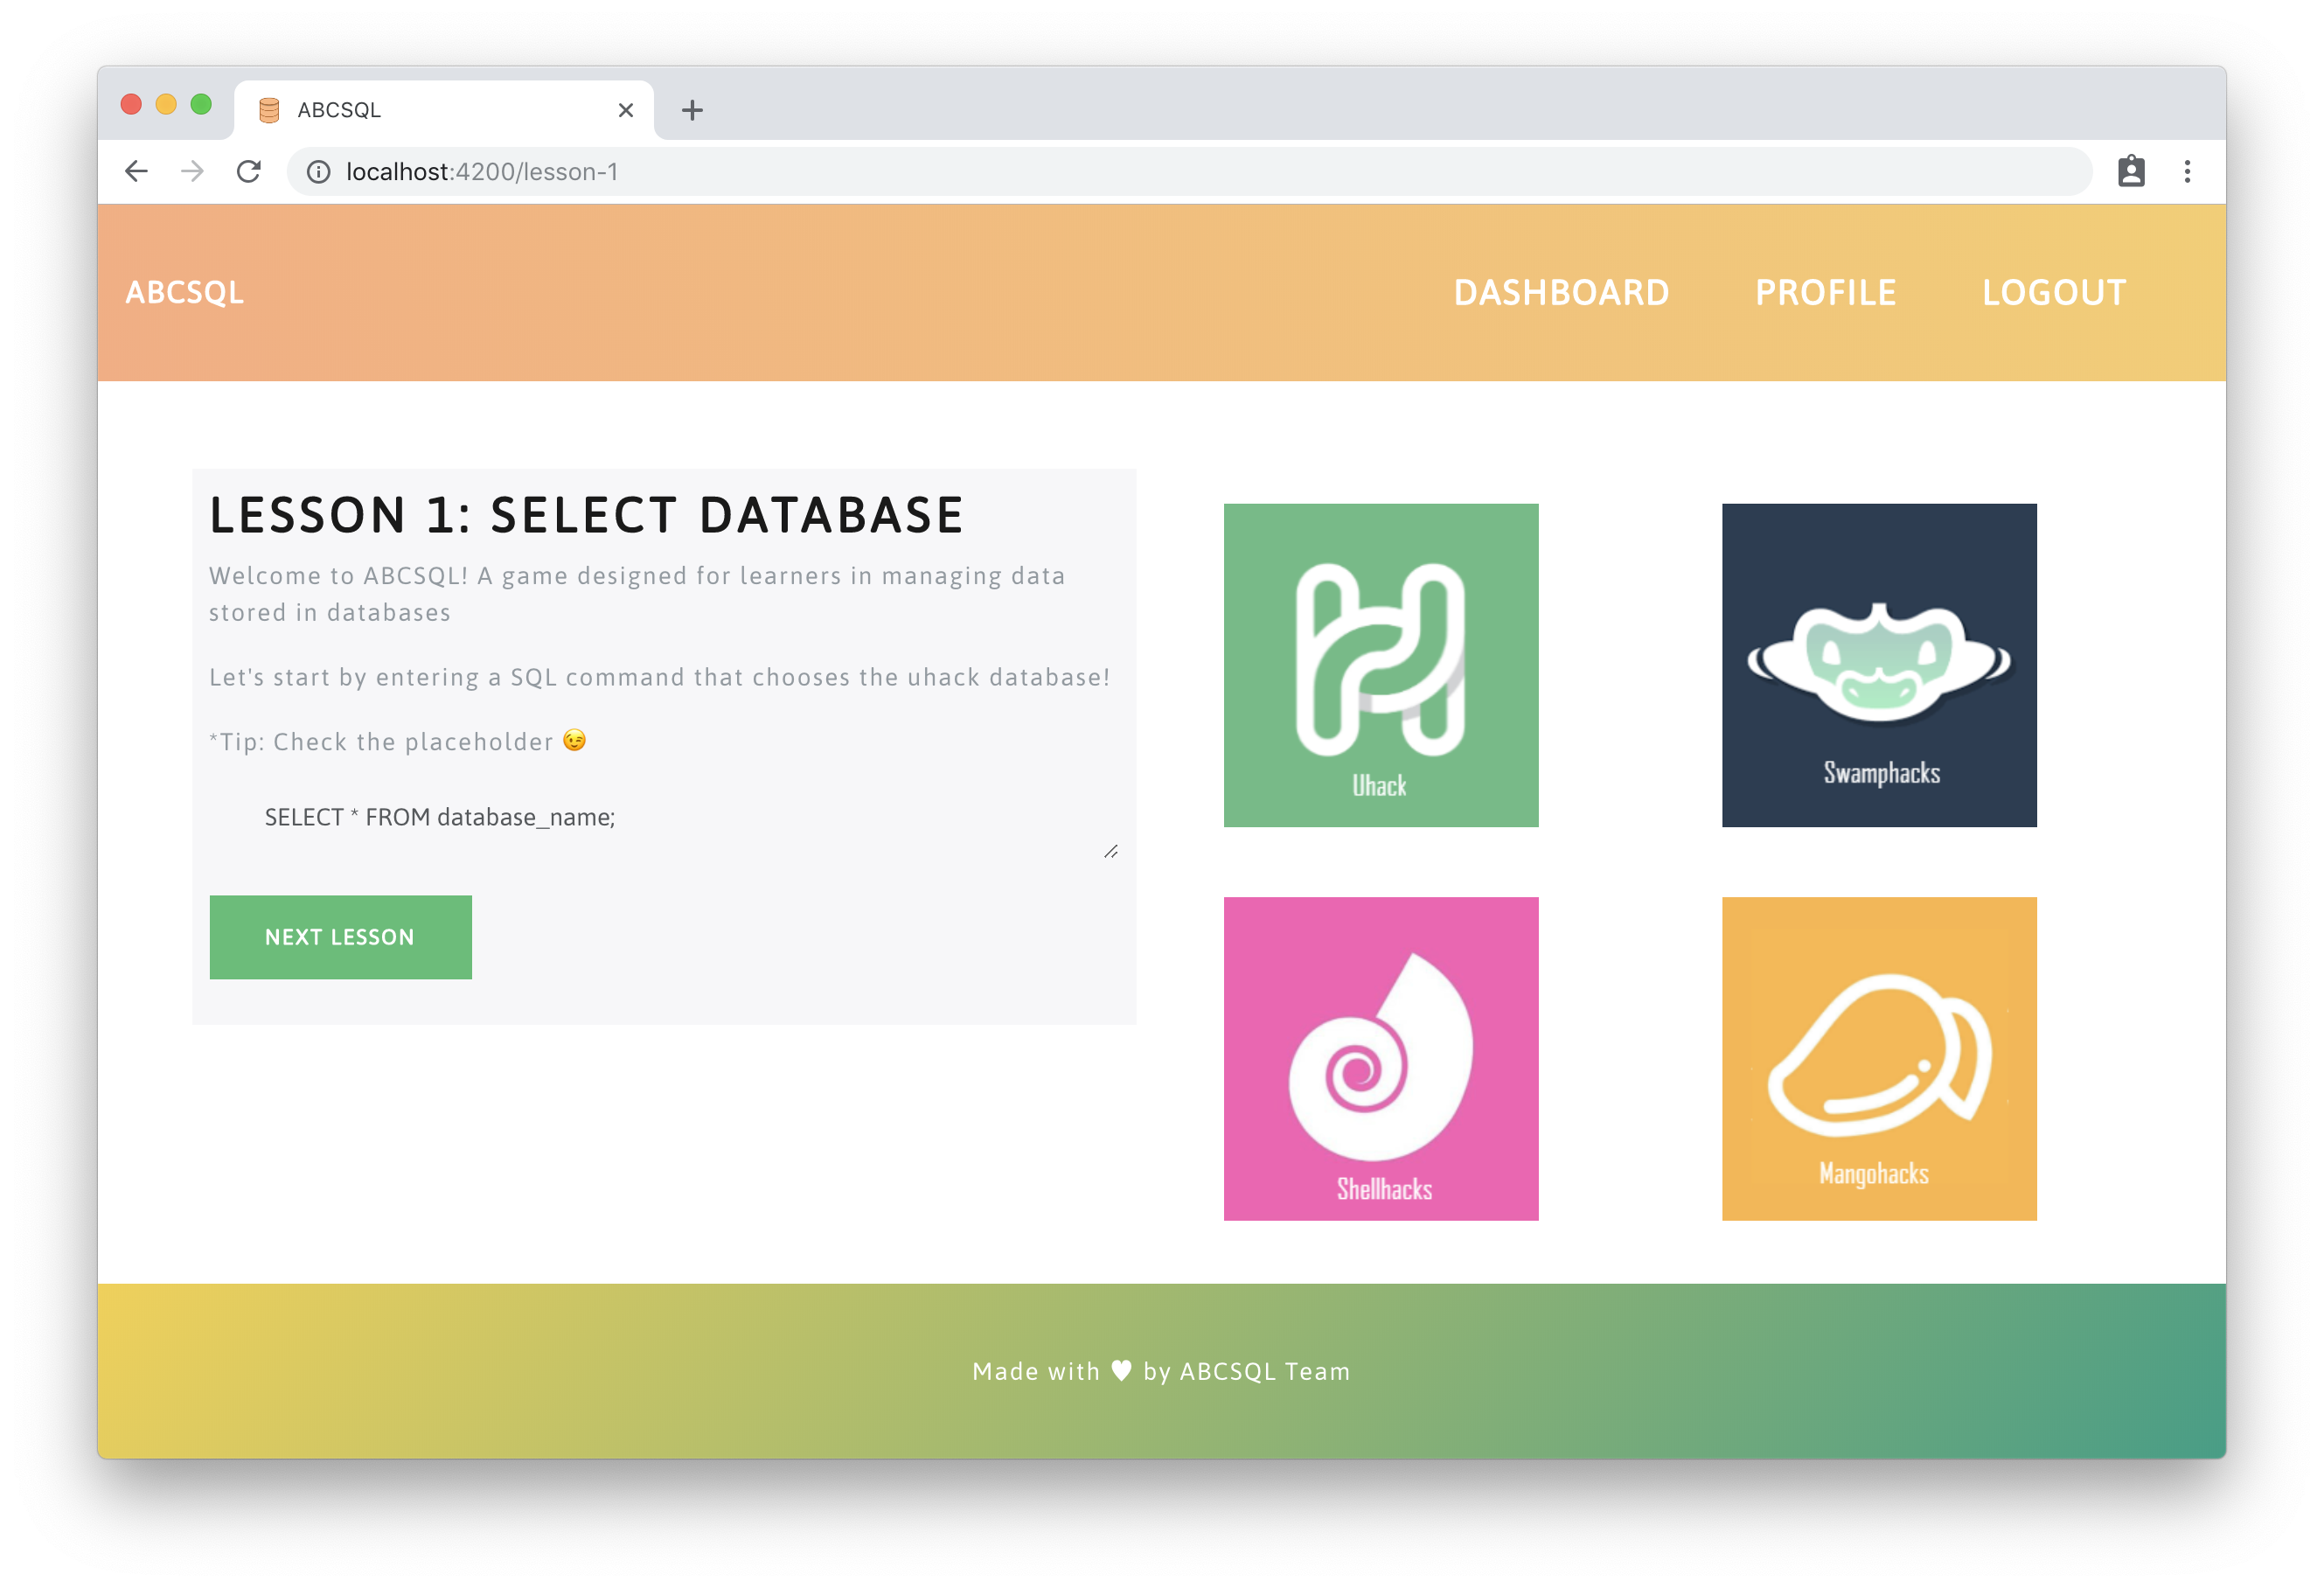 ABCSQL
localhost:4200/lesson-1
ABCSQL
DASHBOARD
PROFILE
LOGOUT
LESSON 1: SELECT DATABASE
Welcome to ABCSQL! A game designed for learners in managing data
stored in databases
Let's start by entering a SQL command that chooses the uhack database!
*Tip: Check the placeholder 😉
SELECT * FROM database_name;
NEXT LESSON
Uhack
Swamphacks
Shellhacks
Mangohacks
Made with ♥ by ABCSQL Team